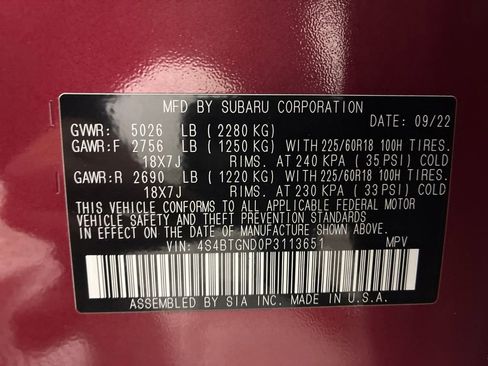 MFD BY SUBARU CORPORATION
DATE: 09/22
GVWR: 5026 LB ( 2280 KG)
GAWR:F 2756 LB ( 1250 KG) WITH 225/60R18 100H TIRES.
18X7J RIMS. AT 240 KPA ( 35 PSI) COLD
GAWR:R 2690 LB ( 1220 KG) WITH 225/60R18 100H TIRES.
18X7J RIMS. AT 230 KPA ( 33 PSI) COLD
THIS VEHICLE CONFORMS TO ALL APPLICABLE FEDERAL MOTOR
VEHICLE SAFETY AND THEFT PREVENTION STANDARDS
IN EFFECT ON THE DATE OF MANUFACTURE SHOWN ABOVE.
VIN: 4S4BTGND0P3113651 MPV
ASSEMBLED BY SIA INC. MADE IN U.S.A.